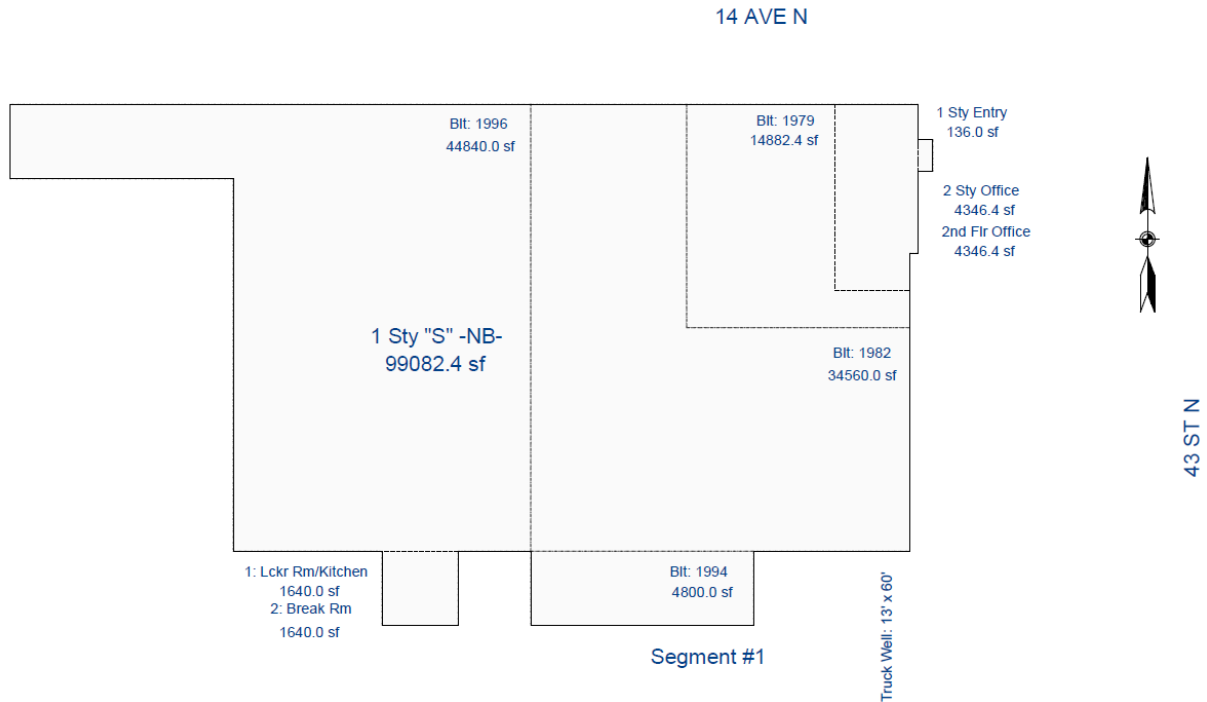 14 AVE N
1 Sty Entry
136.0 sf
Blt: 1996
44840.0 sf
Blt: 1979
14882.4 sf
2 Sty Office
4346.4 sf
2nd Flr Office
4346.4 sf
1 Sty "S" -NB-
99082.4 sf
Blt: 1982
34560.0 sf
43 ST N
1: Lckr Rm/Kitchen
1640.0 sf
2: Break Rm
1640.0 sf
Blt: 1994
4800.0 sf
Truck Well: 13' x 60'
Segment #1